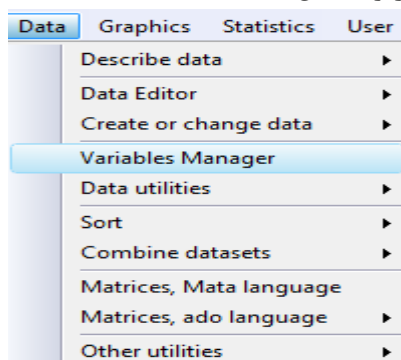 Data Graphics Statistics User
Describe data
Data Editor
Create or change data
Variables Manager
Data utilities
Sort
Combine datasets
Matrices, Mata language
Matrices, ado language
Other utilities